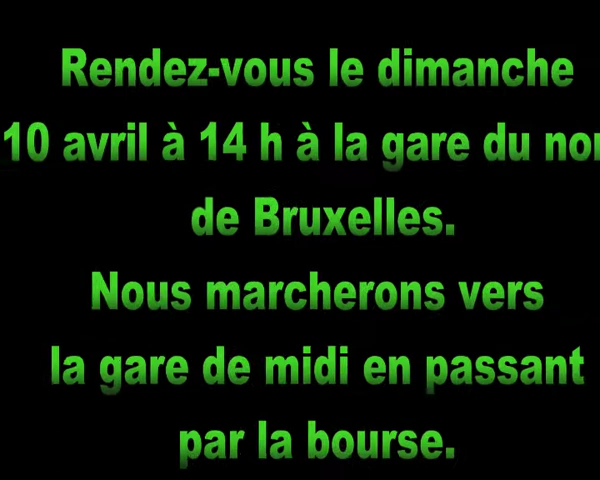 Rendez-vous le dimanche
10 avril à 14 h à la gare du nor
de Bruxelles.
Nous marcherons vers
la gare de midi en passant
par la bourse.